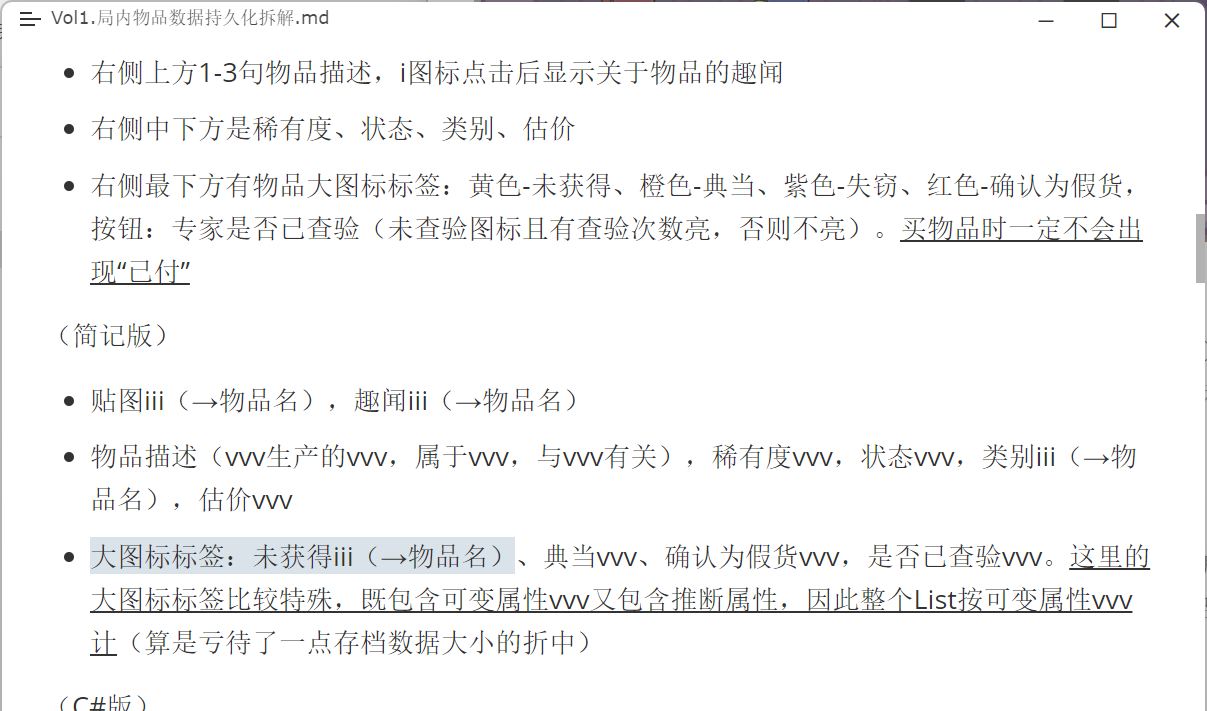 Vol1.局内物品数据持久化拆解.md
右侧上方1-3句物品描述，i图标点击后显示关于物品的趣闻
右侧中下方是稀有度、状态、类别、估价
右侧最下方有物品大图标标签：黄色-未获得、橙色-典当、紫色-失窃、红色-确认为假货，
按钮：专家是否已查验（未查验图标且有查验次数亮，否则不亮）。买物品时一定不会出
现“已付”
（简记版）
贴图iii（→物品名），趣闻iii（→物品名）
物品描述（vvv生产的vvv，属于vvv，与vvv有关），稀有度vvv，状态vvv，类别iii（→物
品名），估价vvv
大图标标签：未获得iii（→物品名）、典当vvv、确认为假货vvv，是否已查验vvv。这里的
大图标标签比较特殊，既包含可变属性vvv又包含推断属性，因此整个List按可变属性vvv
计（算是亏待了一点存档数据大小的折中）
（C#版）